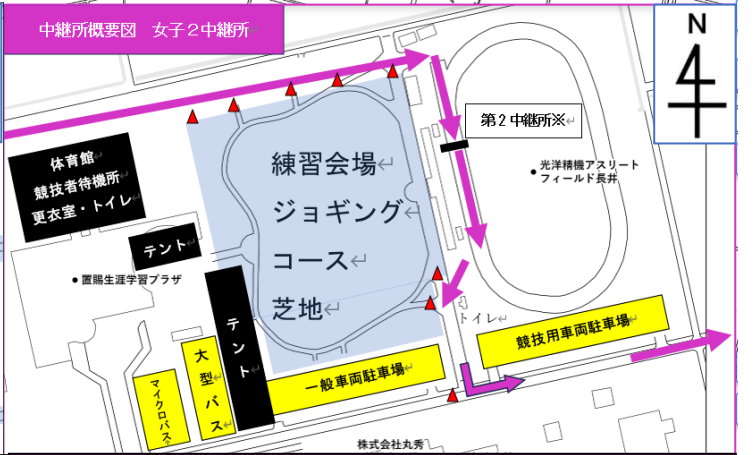 中継所概要図　女子２中継所
N
第２中継所※
体育館
競技者待機所
更衣室・トイレ
練習会場
ジョギング
コース
芝地
光洋精機アスリート
フィールド長井
テント
置賜生涯学習プラザ
テント
トイレ
競技用車両駐車場
大型バス
マイクロバス
一般車両駐車場
株式会社丸秀